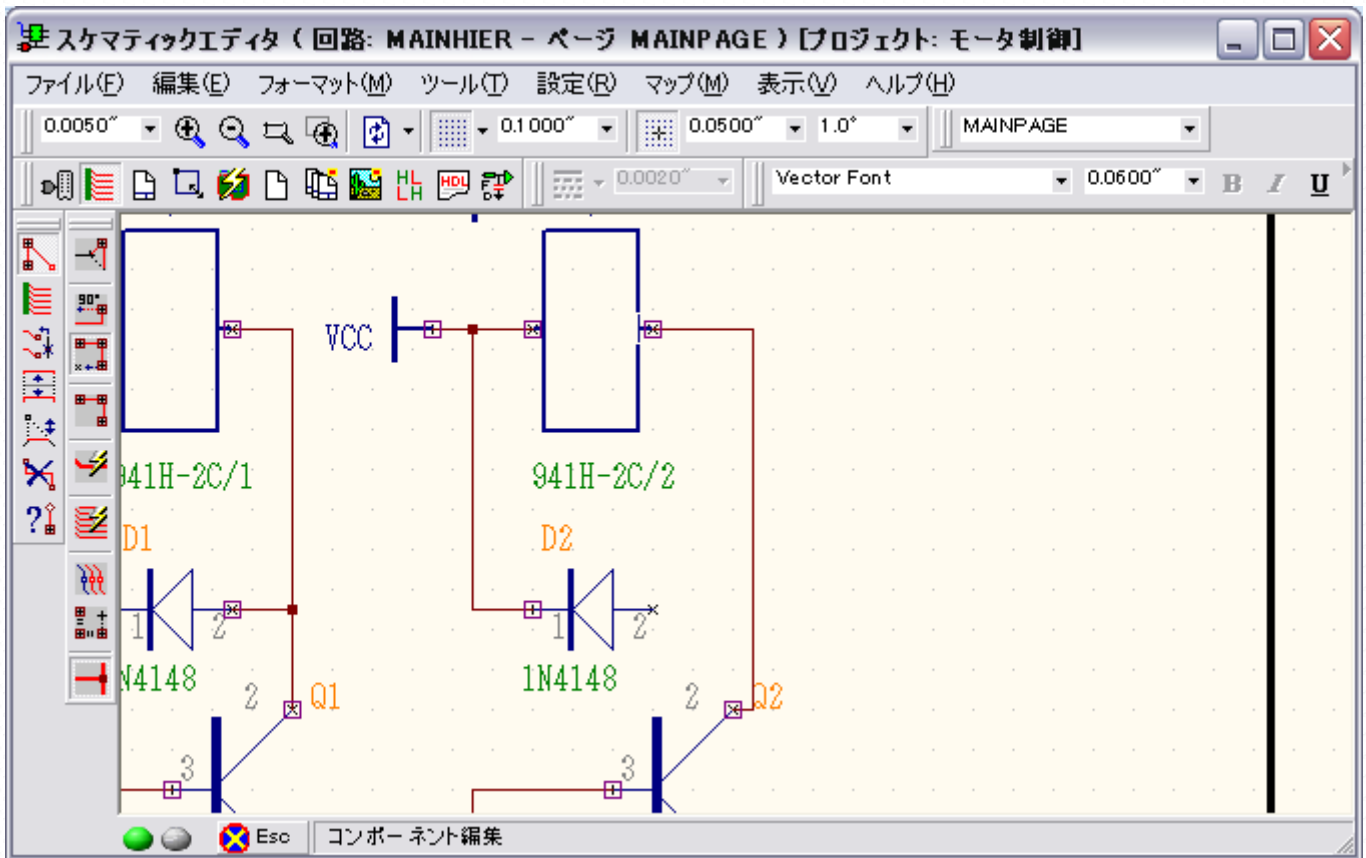 スケマティックエディタ ( 回路: MAINHIER - ページ MAINPAGE ) [プロジェクト: モータ制御]
ファイル(F) 編集(E) フォーマット(M) ツール(T) 設定(R) マップ(M) 表示(V) ヘルプ(H)
0.0050" 0.1000" 0.0500" 1.0° MAINPAGE
HDL 0.0020" Vector Font 0.0600" B I U
90°
VCC
941H-2C/1 941H-2C/2
D1 D2
1 2 1 2
N4148 1N4148
2 Q1 2 Q2
3 3
Esc コンポーネント編集